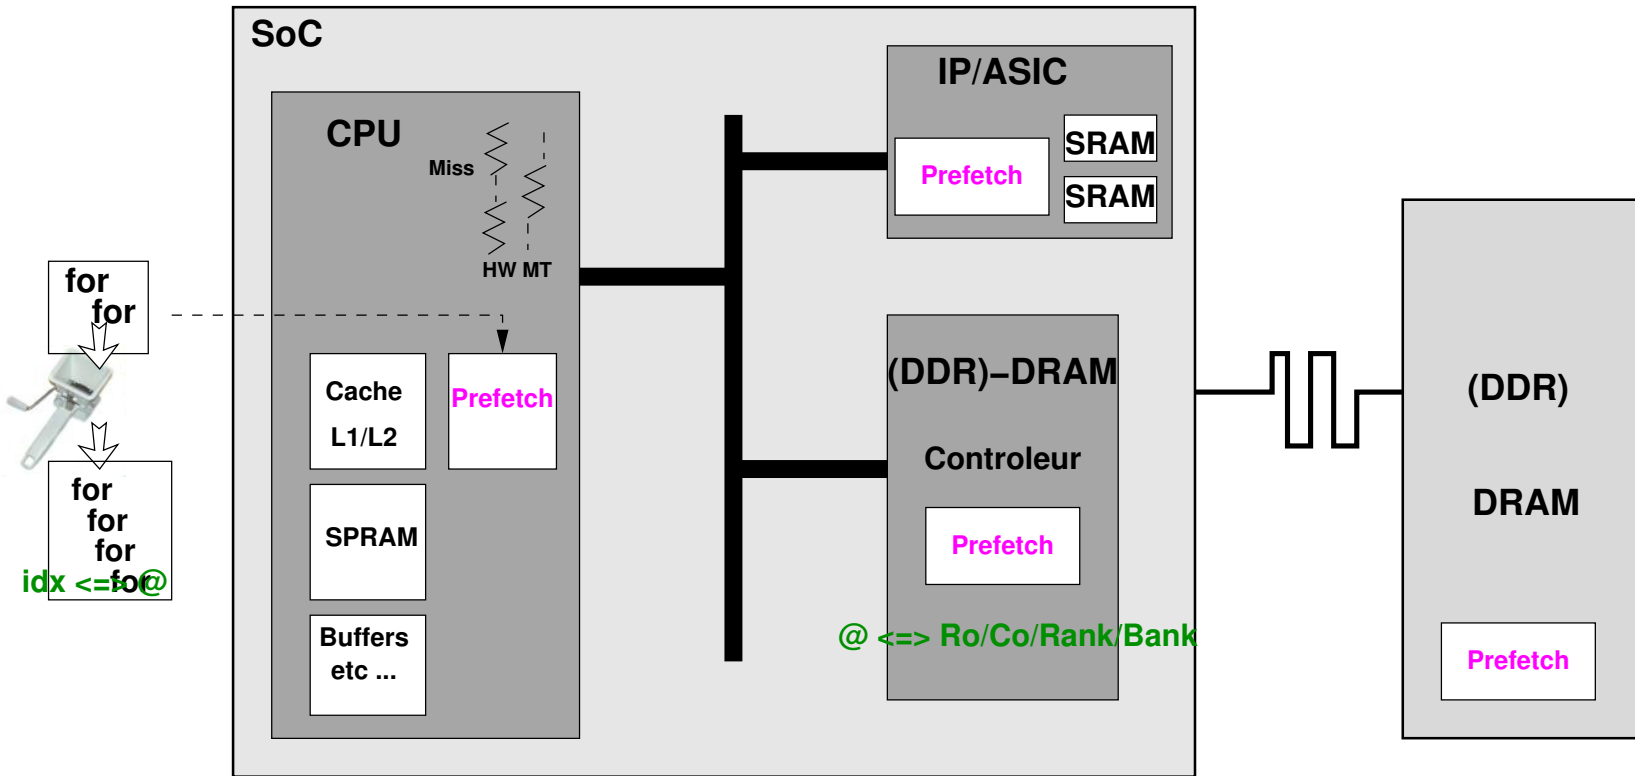 SoC
IP/ASIC
CPU
Miss
HW MT
Prefetch
SRAM
SRAM
for
for
Cache
L1/L2
Prefetch
SPRAM
Buffers
etc ...
(DDR)–DRAM
Controleur
Prefetch
@ <=> Ro/Co/Rank/Bank
for
for
for
for
idx <=> @
(DDR)
DRAM
Prefetch